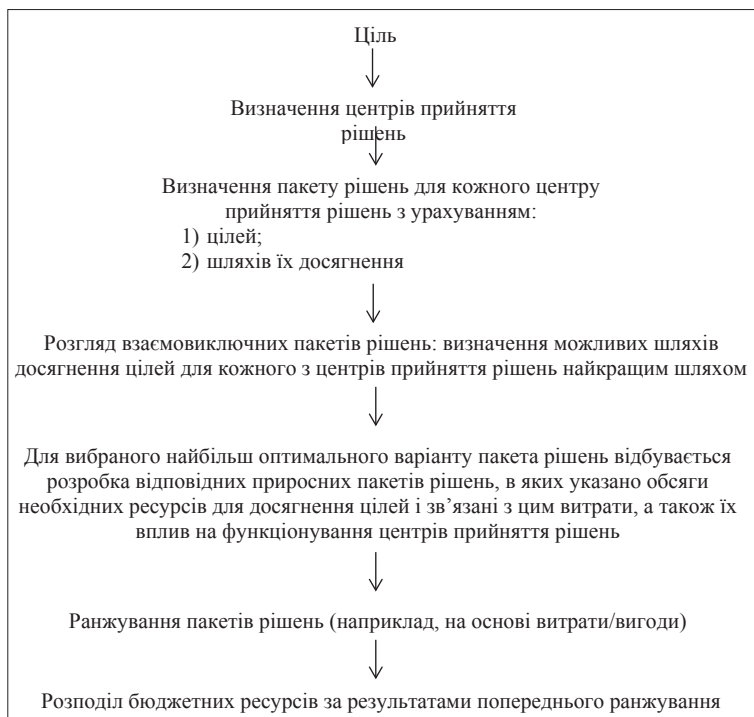 Ціль
Визначення центрів прийняття
рішень
Визначення пакету рішень для кожного центру
прийняття рішень з урахуванням:
1) цілей;
2) шляхів їх досягнення
Розгляд взаємовиключних пакетів рішень: визначення можливих шляхів
досягнення цілей для кожного з центрів прийняття рішень найкращим шляхом
Для вибраного найбільш оптимального варіанту пакета рішень відбувається
розробка відповідних приросних пакетів рішень, в яких указано обсяги
необхідних ресурсів для досягнення цілей і зв’язані з цим витрати, а також їх
вплив на функціонування центрів прийняття рішень
Ранжування пакетів рішень (наприклад, на основі витрати/вигоди)
Розподіл бюджетних ресурсів за результатами попереднього ранжування